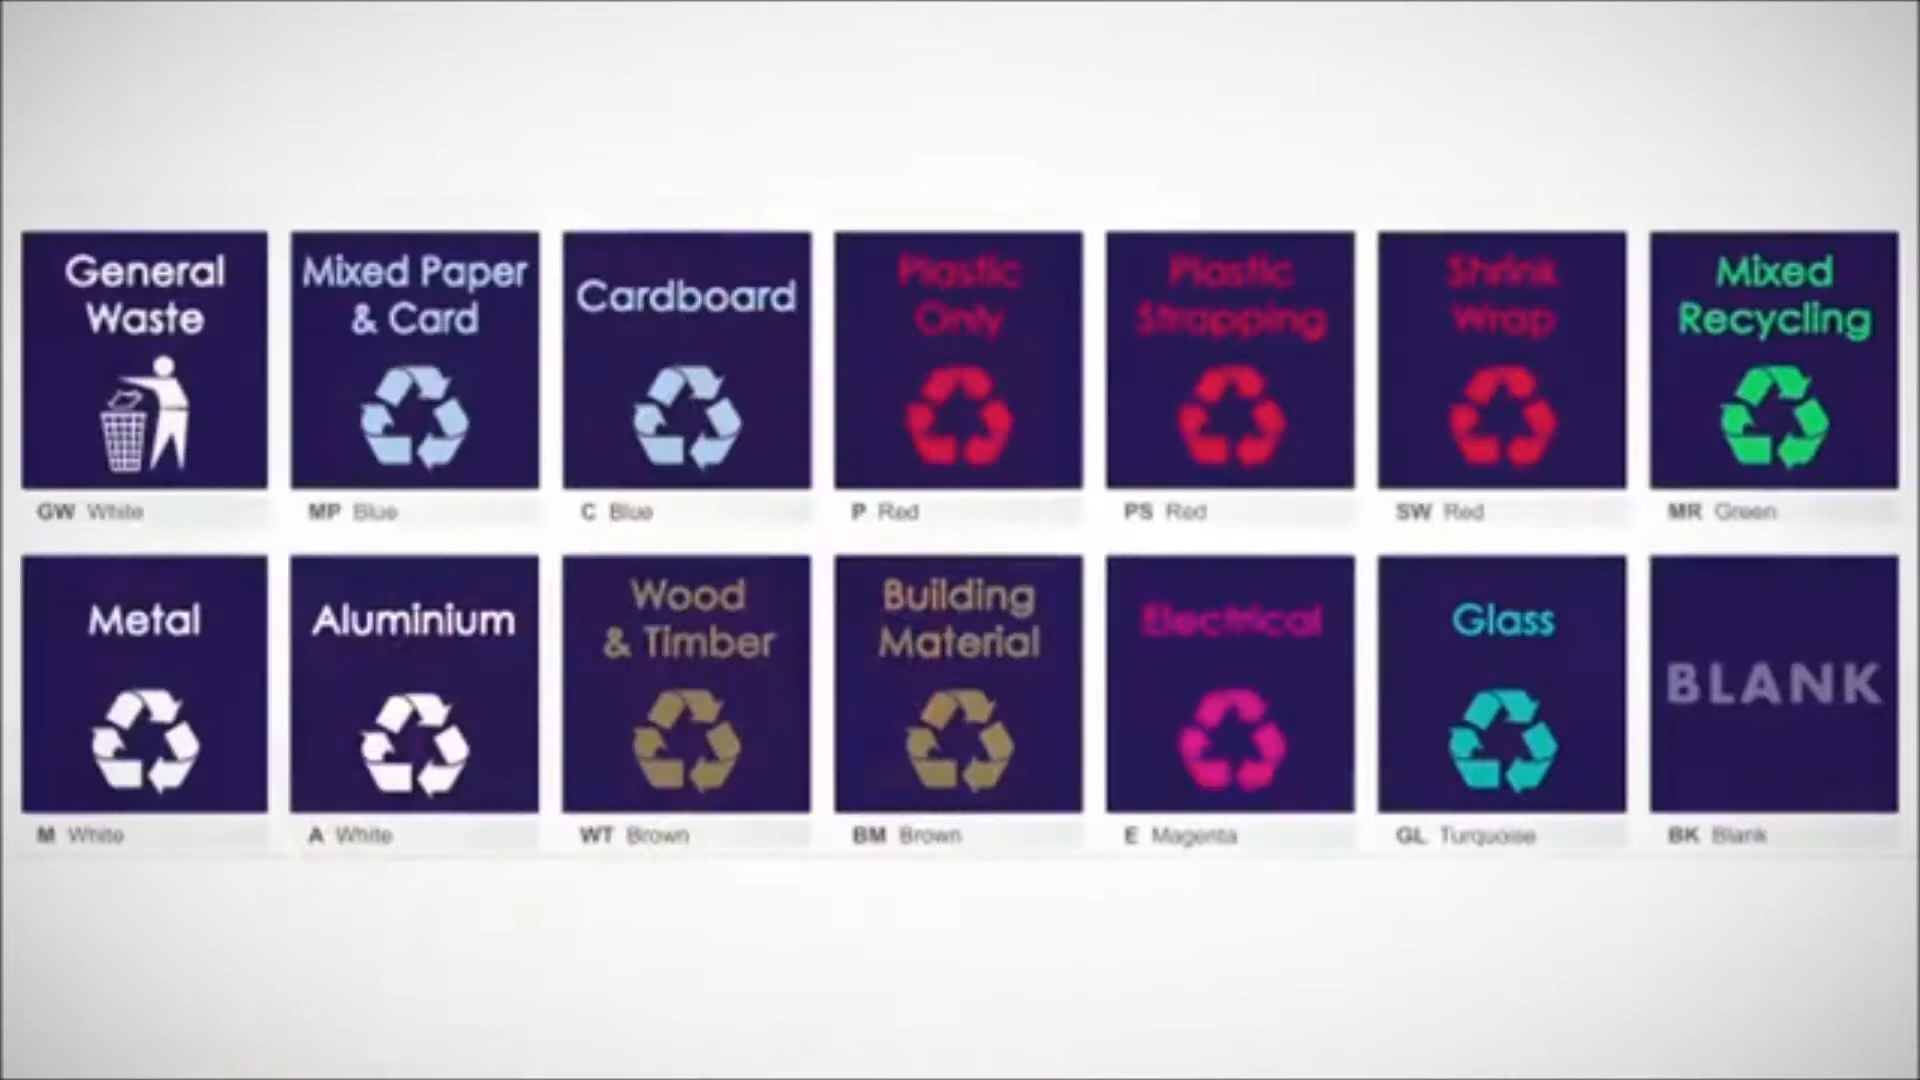 General
Waste
Mixed Paper
& Card
Cardboard
Plastic
Only
Plastic
Strapping
Shrink
Wrap
Mixed
Recycling
GW White
MP Blue
C Blue
P Red
PS Red
SW Red
MR Green
Metal
Aluminium
Wood
& Timber
Building
Material
Electrical
Glass
BLANK
M White
A White
WT Brown
BM Brown
E Magenta
GL Turquoise
BK Blank